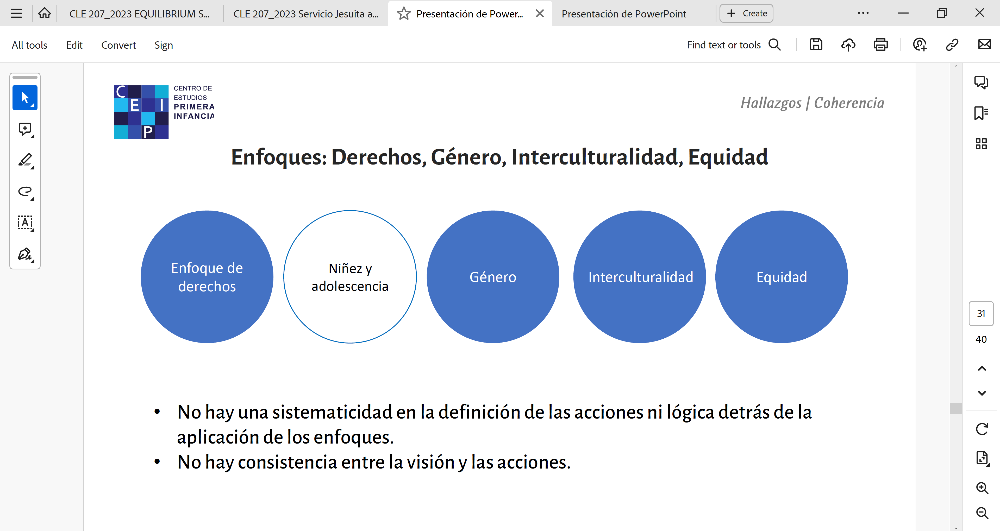 CLE 207_2023 EQUILIBRIUM S...
CLE 207_2023 Servicio Jesuita a...
Presentación de Power...
Presentación de PowerPoint
Create
All tools
Edit
Convert
Sign
Find text or tools
C
E I
P
CENTRO DE
ESTUDIOS
PRIMERA
INFANCIA
Hallazgos | Coherencia
Enfoques: Derechos, Género, Interculturalidad, Equidad
Enfoque de
derechos
Niñez y
adolescencia
Género
Interculturalidad
Equidad
• No hay una sistematicidad en la definición de las acciones ni lógica detrás de la
aplicación de los enfoques.
• No hay consistencia entre la visión y las acciones.
31
40